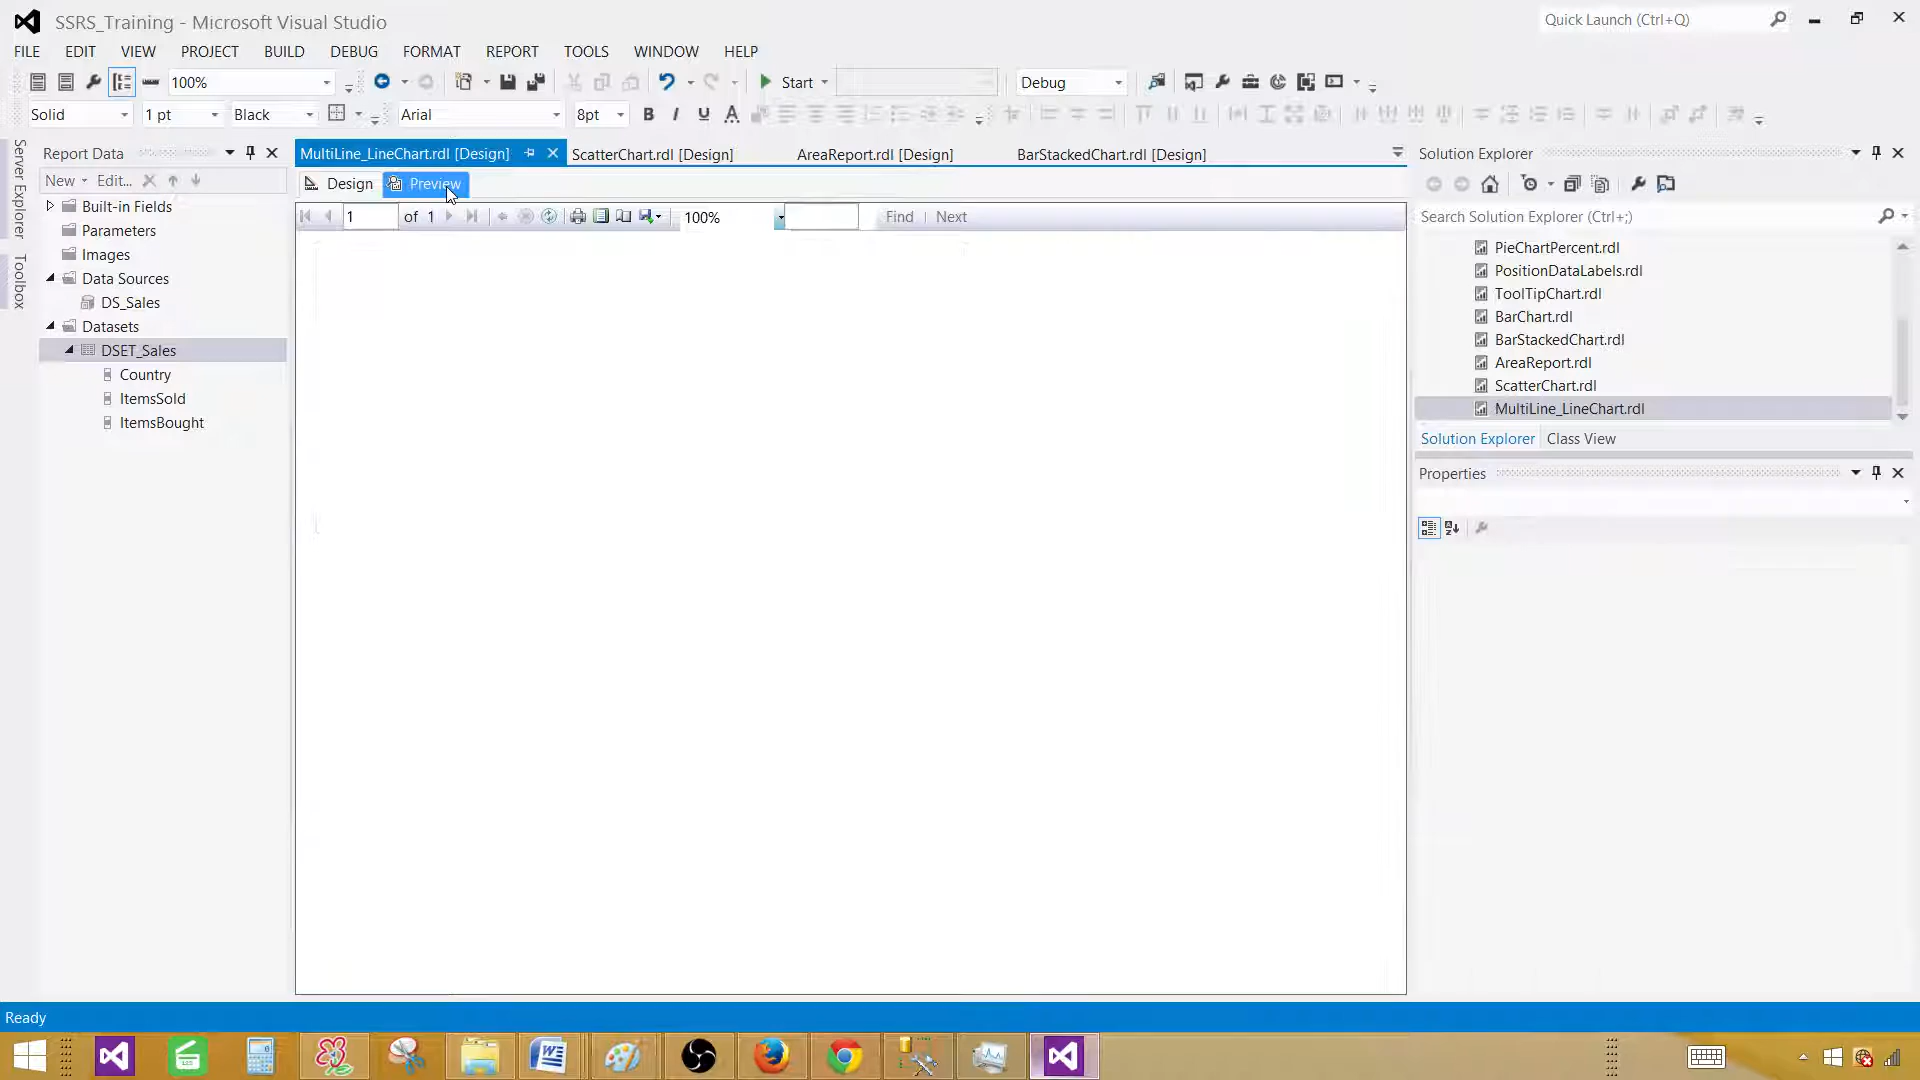 SSRS_Training - Microsoft Visual Studio
Quick Launch (Ctrl+Q)
FILE EDIT VIEW PROJECT BUILD DEBUG FORMAT REPORT TOOLS WINDOW HELP
100% Start Debug
Solid 1 pt Black Arial 8pt B I U A
Server Explorer
Toolbox
Report Data
New Edit...
Built-in Fields
Parameters
Images
Data Sources
DS_Sales
Datasets
DSET_Sales
Country
ItemsSold
ItemsBought
MultiLine_LineChart.rdl [Design] ScatterChart.rdl [Design] AreaReport.rdl [Design] BarStackedChart.rdl [Design]
Design Preview
1 of 1 100% Find | Next
Solution Explorer
Search Solution Explorer (Ctrl+;)
PieChartPercent.rdl
PositionDataLabels.rdl
ToolTipChart.rdl
BarChart.rdl
BarStackedChart.rdl
AreaReport.rdl
ScatterChart.rdl
MultiLine_LineChart.rdl
Solution Explorer Class View
Properties
Ready